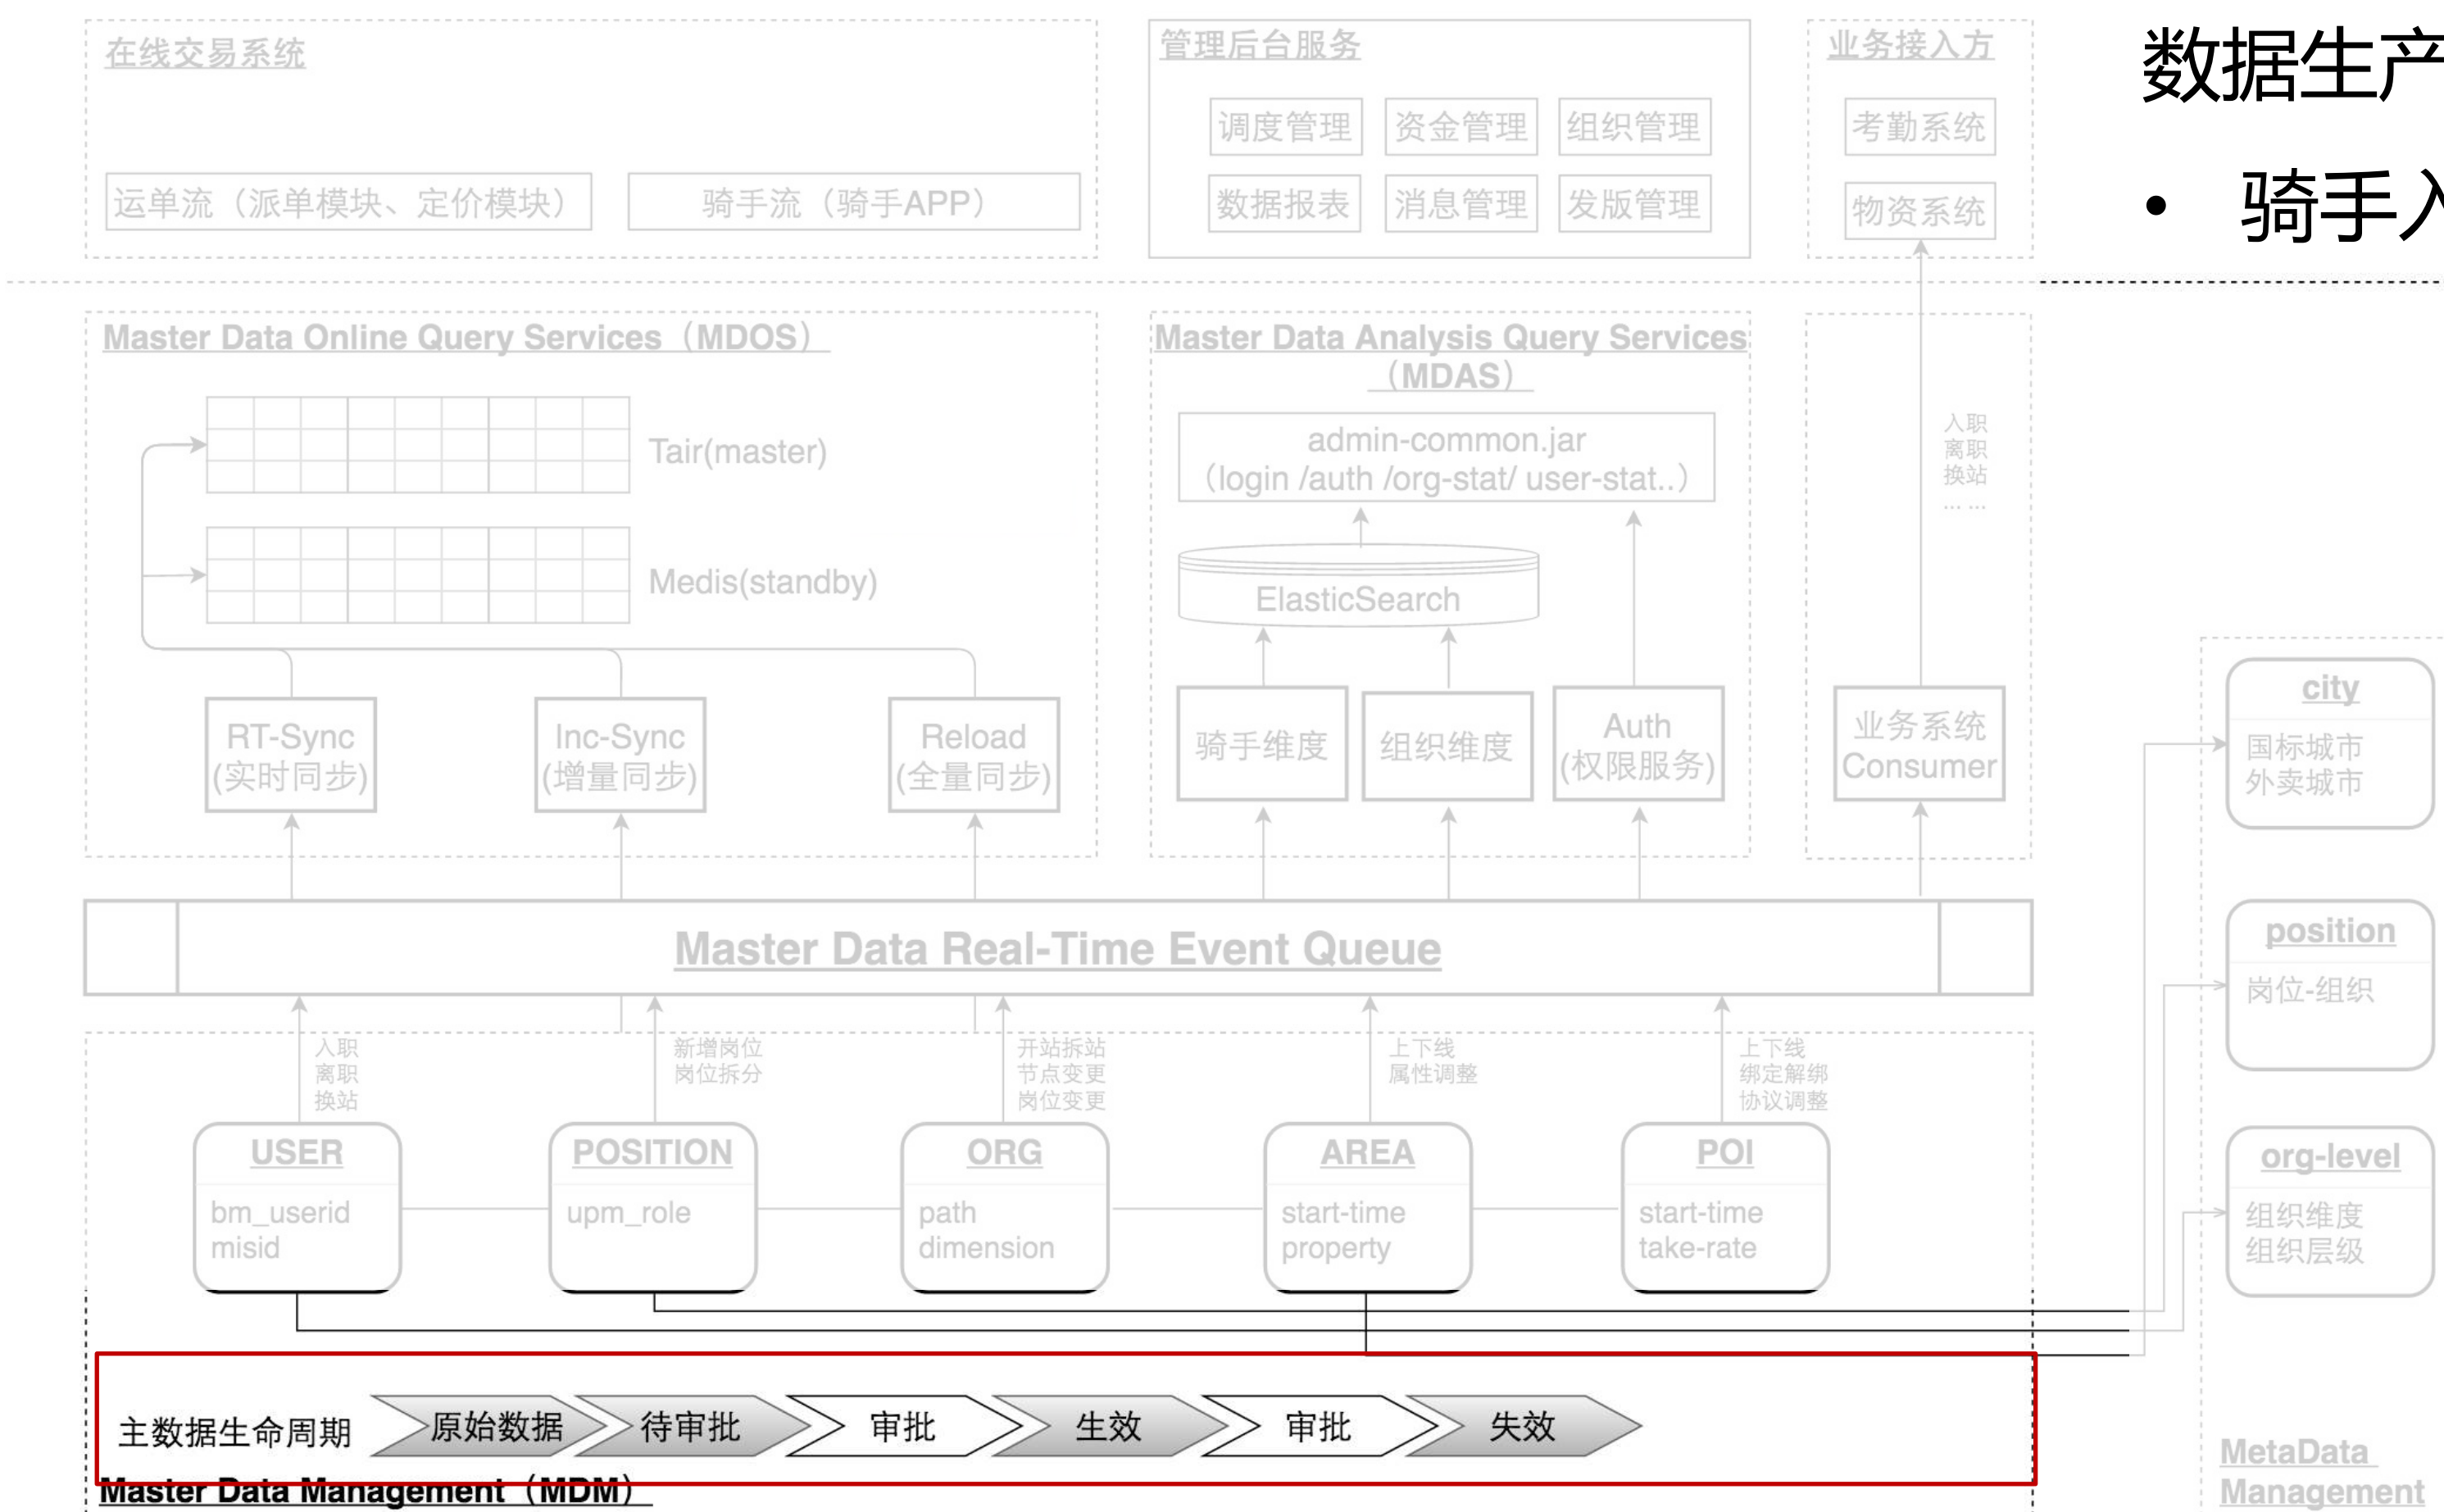 在线交易系统
运单流（派单模块、定价模块）
骑手流（骑手APP）
管理后台服务
调度管理
资金管理
组织管理
数据报表
消息管理
发版管理
业务接入方
考勤系统
物资系统
数据生产
• 骑手入
Master Data Online Query Services（MDOS）
Tair(master)
Medis(standby)
RT-Sync
(实时同步)
Inc-Sync
(增量同步)
Reload
(全量同步)
Master Data Analysis Query Services
（MDAS）
admin-common.jar
（login /auth /org-stat/ user-stat..）
ElasticSearch
骑手维度
组织维度
Auth
(权限服务)
入职
离职
换站
... ...
业务系统
Consumer
Master Data Real-Time Event Queue
入职
离职
换站
新增岗位
岗位拆分
开站拆站
节点变更
岗位变更
上下线
属性调整
上下线
绑定解绑
协议调整
USER
bm_userid
misid
POSITION
upm_role
ORG
path
dimension
AREA
start-time
property
POI
start-time
take-rate
主数据生命周期
原始数据
待审批
审批
生效
审批
失效
Master Data Management（MDM）
city
国标城市
外卖城市
position
岗位-组织
org-level
组织维度
组织层级
MetaData
Management